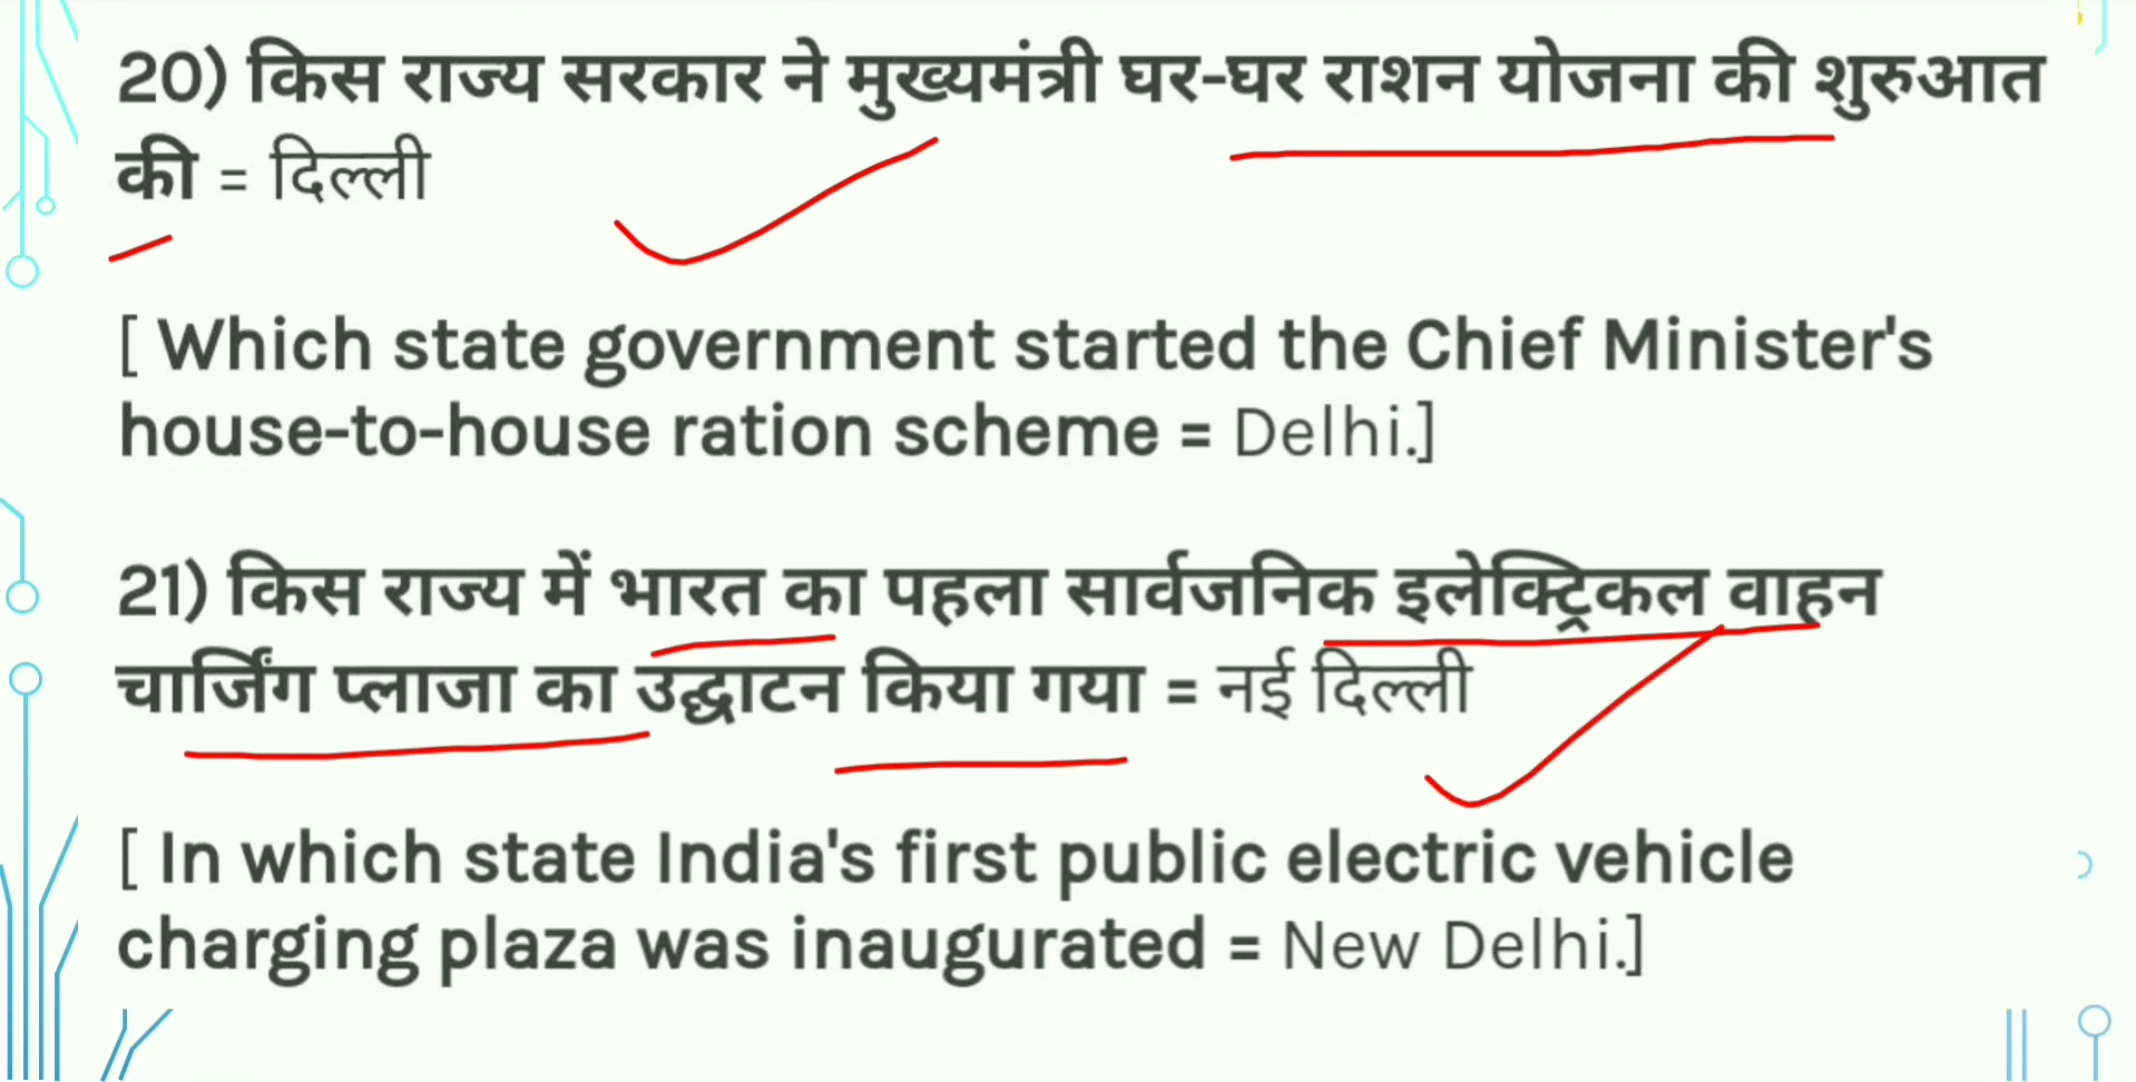 20) किस राज्य सरकार ने मुख्यमंत्री घर-घर राशन योजना की शुरुआत
की = दिल्ली
[ Which state government started the Chief Minister's
house-to-house ration scheme = Delhi.]
21) किस राज्य में भारत का पहला सार्वजनिक इलेक्ट्रिकल वाहन
चार्जिंग प्लाजा का उद्घाटन किया गया = नई दिल्ली
[ In which state India's first public electric vehicle
charging plaza was inaugurated = New Delhi.]